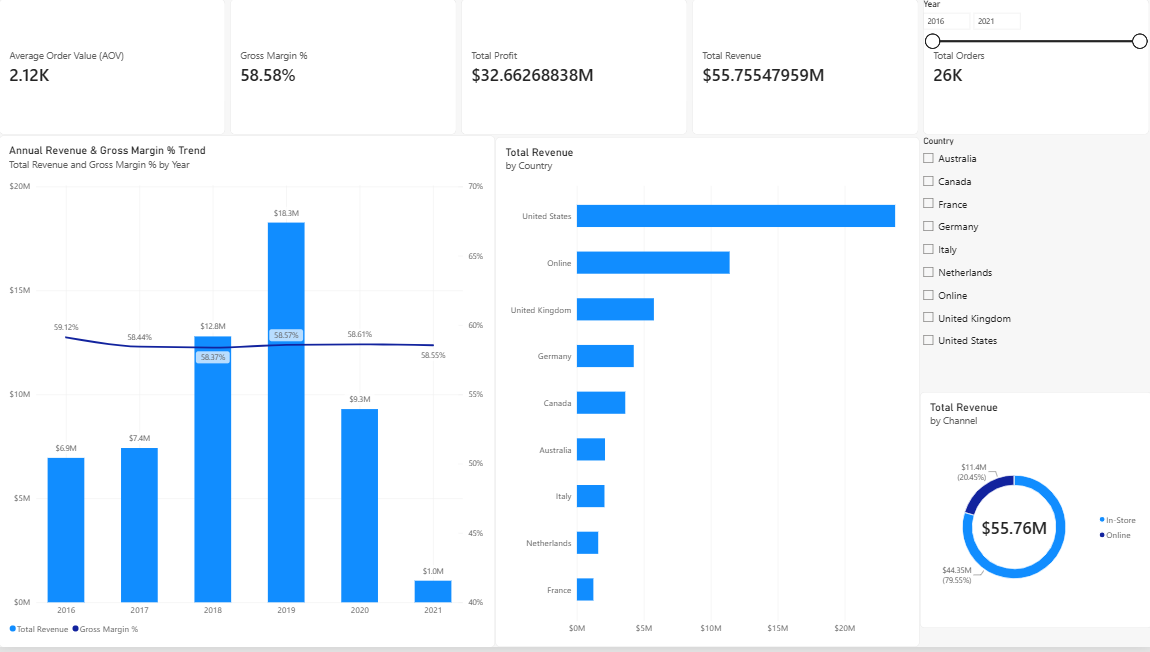 Average Order Value (AOV)
2.12K
Gross Margin %
58.58%
Total Profit
$32.66268838M
Total Revenue
$55.75547959M
Year
2016 2021
Total Orders
26K
Annual Revenue & Gross Margin % Trend
Total Revenue and Gross Margin % by Year
$20M
$15M
$10M
$5M
$0M
70%
65%
60%
55%
50%
45%
40%
59.12%
58.44%
58.37%
58.57%
58.61%
58.55%
$6.9M
$7.4M
$12.8M
$18.3M
$9.3M
$1.0M
2016 2017 2018 2019 2020 2021
Total Revenue Gross Margin %
Total Revenue
by Country
United States
Online
United Kingdom
Germany
Canada
Australia
Italy
Netherlands
France
$0M $5M $10M $15M $20M
Country
Australia
Canada
France
Germany
Italy
Netherlands
Online
United Kingdom
United States
Total Revenue
by Channel
$11.4M
(20.45%)
$55.76M
$44.35M
(79.55%)
In-Store
Online